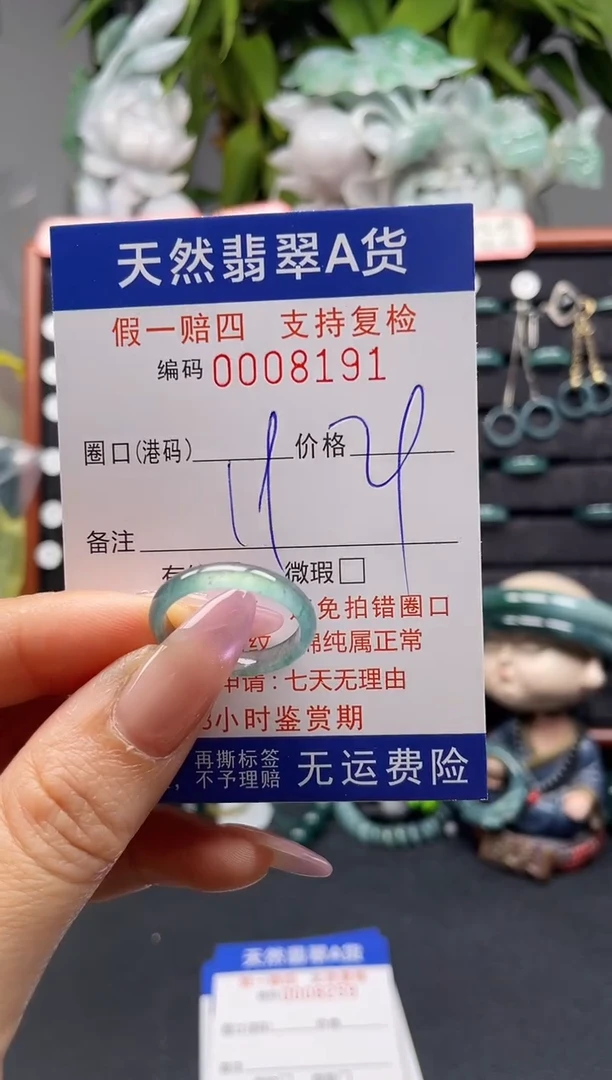 天然翡翠A货
假一赔四 支持复检
编码 0008191
圈口(港码) 价格
备注
微瑕□
免拍错圈口
纯属正常
申请:七天无理由
小时鉴赏期
再撕标签
不予理赔 无运费险
天然翡翠A货